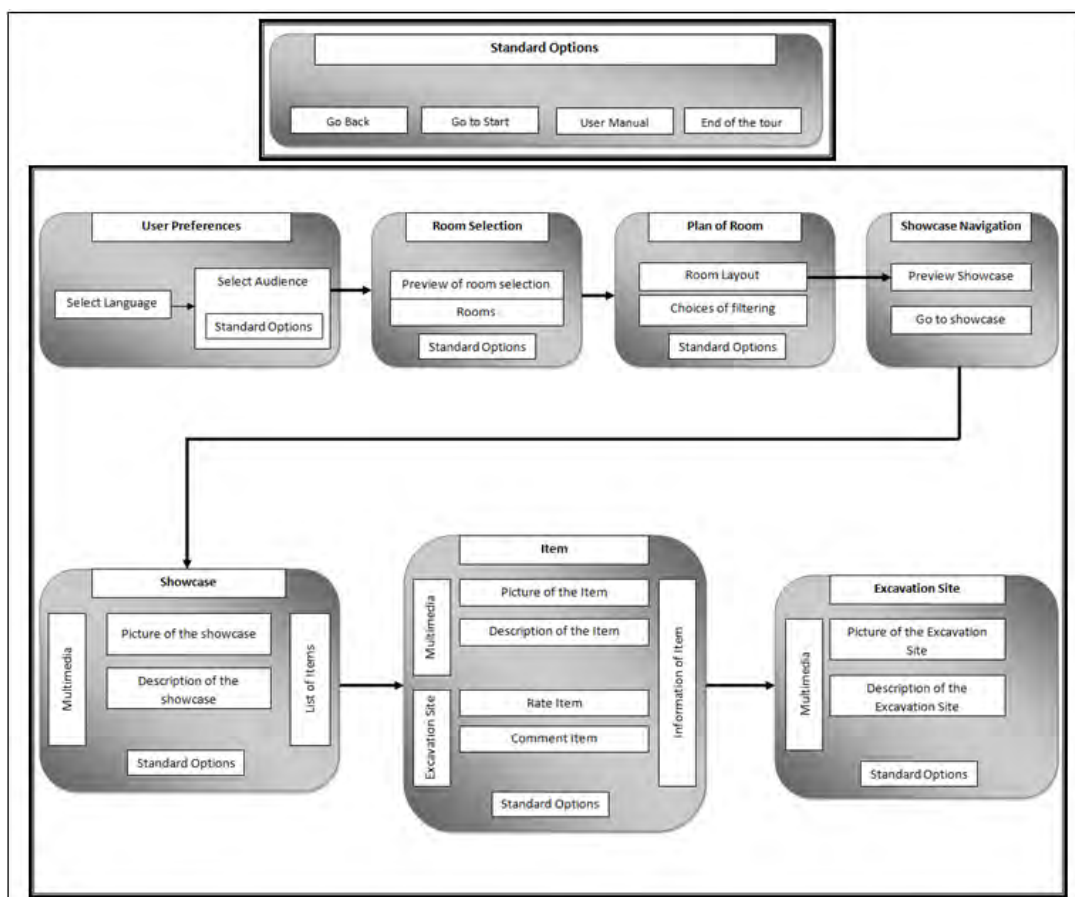 Standard Options
Go Back
Go to Start
User Manual
End of the tour
User Preferences
Select Language
Select Audience
Standard Options
Room Selection
Preview of room selection
Rooms
Standard Options
Plan of Room
Room Layout
Choices of filtering
Standard Options
Showcase Navigation
Preview Showcase
Go to showcase
Showcase
Multimedia
Picture of the showcase
Description of the
showcase
List of Items
Standard Options
Item
Multimedia
Excavation Site
Picture of the Item
Description of the Item
Rate Item
Comment Item
Information of Item
Standard Options
Excavation Site
Multimedia
Picture of the Excavation
Site
Description of the
Excavation Site
Standard Options